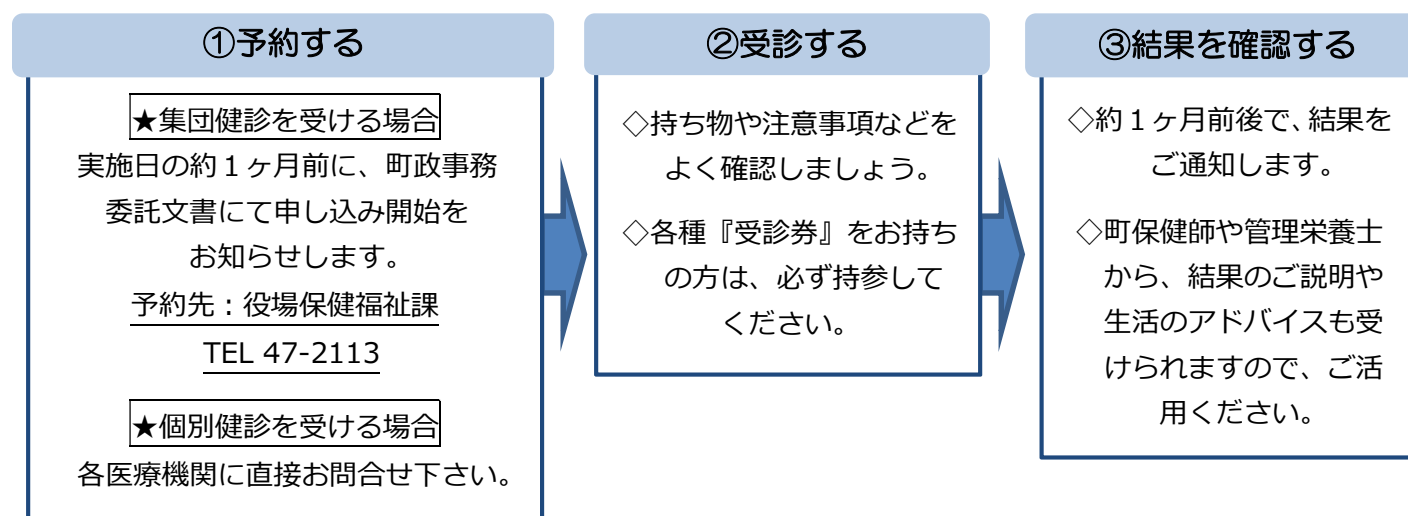 ①予約する
★集団健診を受ける場合
実施日の約１ヶ月前に、町政事務
委託文書にて申し込み開始を
お知らせします。
予約先：役場保健福祉課
TEL 47-2113
★個別健診を受ける場合
各医療機関に直接お問合せ下さい。
②受診する
◇持ち物や注意事項などを
よく確認しましょう。
◇各種『受診券』をお持ち
の方は、必ず持参して
ください。
③結果を確認する
◇約１ヶ月前後で、結果を
ご通知します。
◇町保健師や管理栄養士
から、結果のご説明や
生活のアドバイスも受
けられますので、ご活
用ください。